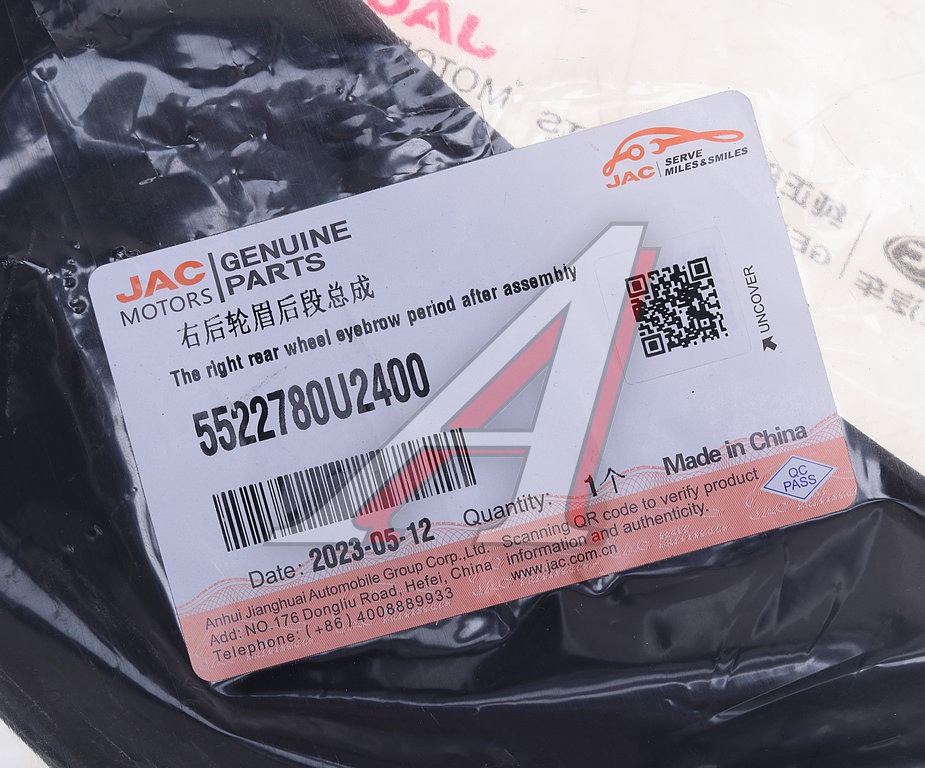 UAL
MOTORS
JAC
SERVE
MILES&SMILES
JAC
MOTORS
GENUINE
PARTS
右后轮眉后段总成
The right rear wheel eyebrow period after assembly
5522780U2400
UNCOVER
Made in China
QC
PASS
Quantity: 1个
Date: 2023-05-12
Scanning QR code to verify product
information and authenticity.
www.jac.com.cn
Anhui Jianghuai Automobile Group Corp.,Ltd.
Add: NO.176 Dongliu Road, Hefei, China
Telephone: (+86) 4008889933